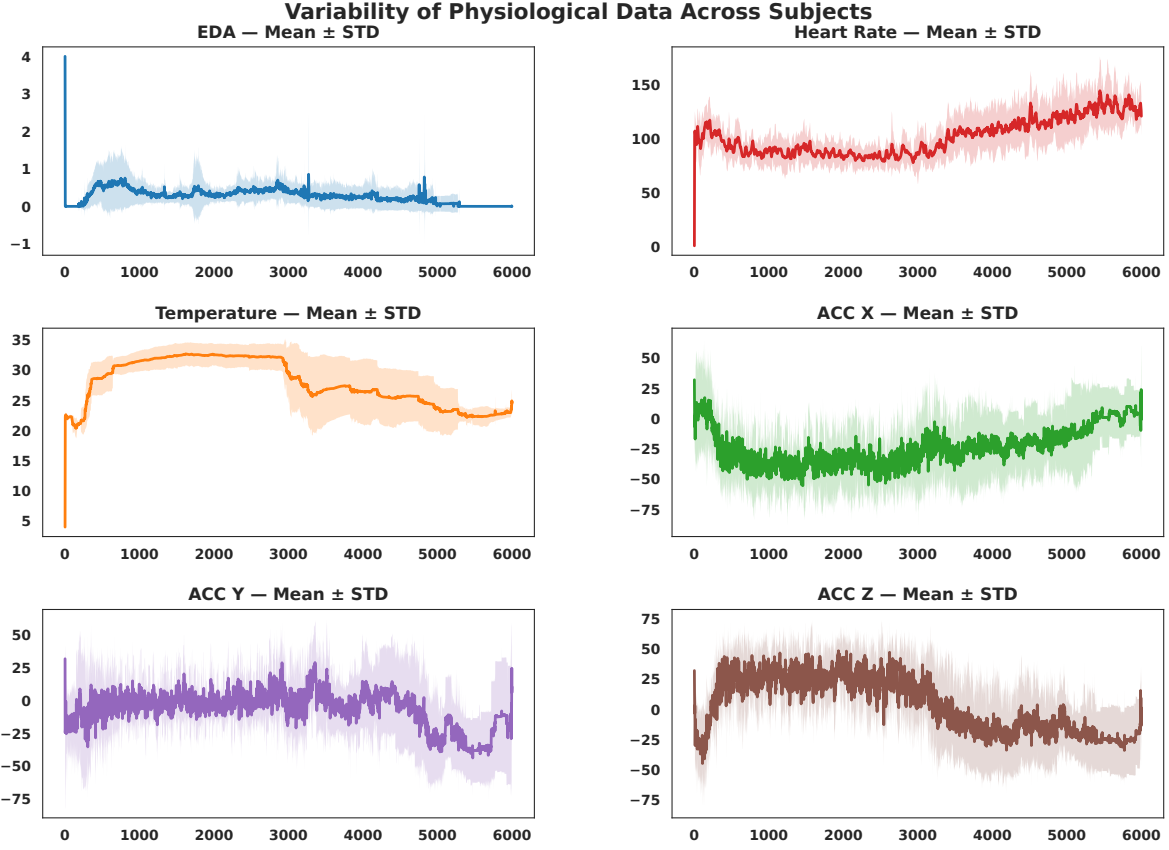 Variability of Physiological Data Across Subjects
EDA — Mean ± STD
4
3
2
1
0
−1
0 1000 2000 3000 4000 5000 6000
Heart Rate — Mean ± STD
150
100
50
0
0 1000 2000 3000 4000 5000 6000
Temperature — Mean ± STD
35
30
25
20
15
10
5
0 1000 2000 3000 4000 5000 6000
ACC X — Mean ± STD
50
25
0
−25
−50
−75
0 1000 2000 3000 4000 5000 6000
ACC Y — Mean ± STD
50
25
0
−25
−50
−75
0 1000 2000 3000 4000 5000 6000
ACC Z — Mean ± STD
75
50
25
0
−25
−50
−75
0 1000 2000 3000 4000 5000 6000